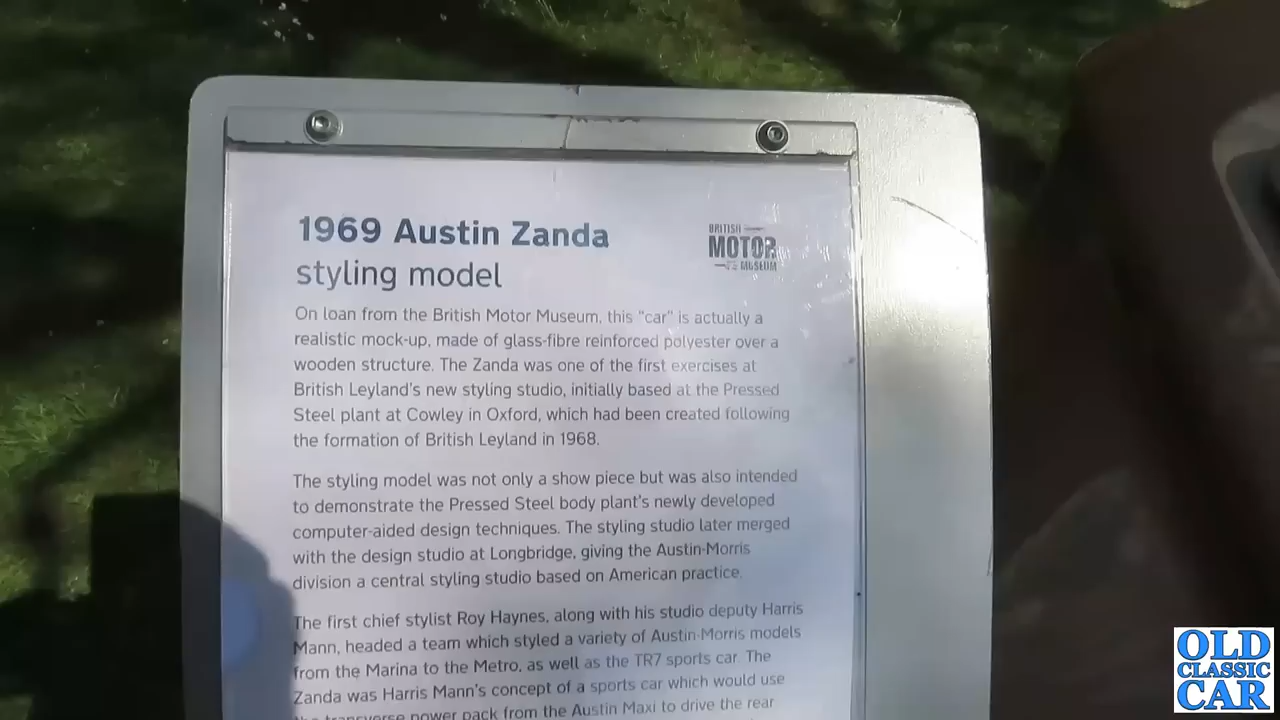 1969 Austin Zanda
styling model
BRITISH
MOTOR
MUSEUM
On loan from the British Motor Museum, this "car" is actually a
realistic mock-up, made of glass-fibre reinforced polyester over a
wooden structure. The Zanda was one of the first exercises at
British Leyland's new styling studio, initially based at the Pressed
Steel plant at Cowley in Oxford, which had been created following
the formation of British Leyland in 1968.
The styling model was not only a show piece but was also intended
to demonstrate the Pressed Steel body plant's newly developed
computer-aided design techniques. The styling studio later merged
with the design studio at Longbridge, giving the Austin-Morris
division a central styling studio based on American practice.
The first chief stylist Roy Haynes, along with his studio deputy Harris
Mann, headed a team which styled a variety of Austin-Morris models
from the Marina to the Metro, as well as the TR7 sports car. The
Zanda was Harris Mann's concept of a sports car which would use
the transverse power pack from the Austin Maxi to drive the rear
OLD
CLASSIC
CAR